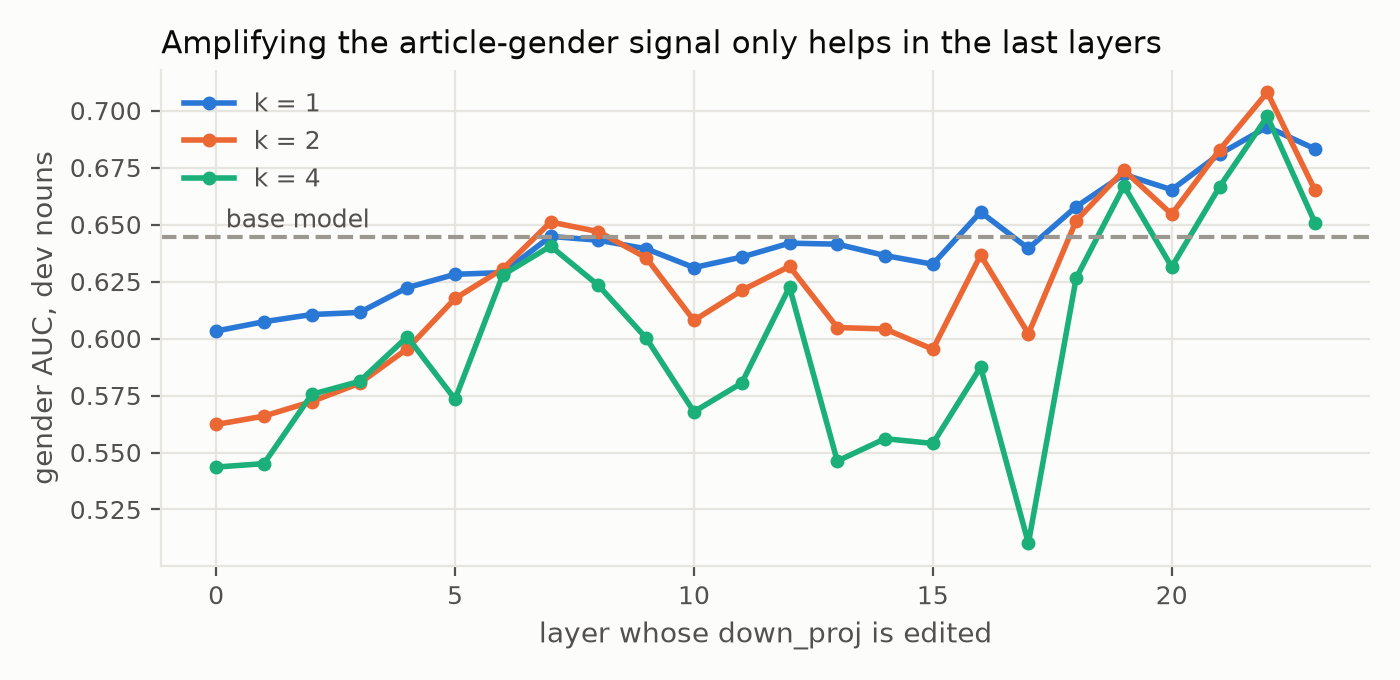 Amplifying the article-gender signal only helps in the last layers
k = 1
k = 2
k = 4
base model
gender AUC, dev nouns
0.700
0.675
0.650
0.625
0.600
0.575
0.550
0.525
0
5
10
15
20
layer whose down_proj is edited